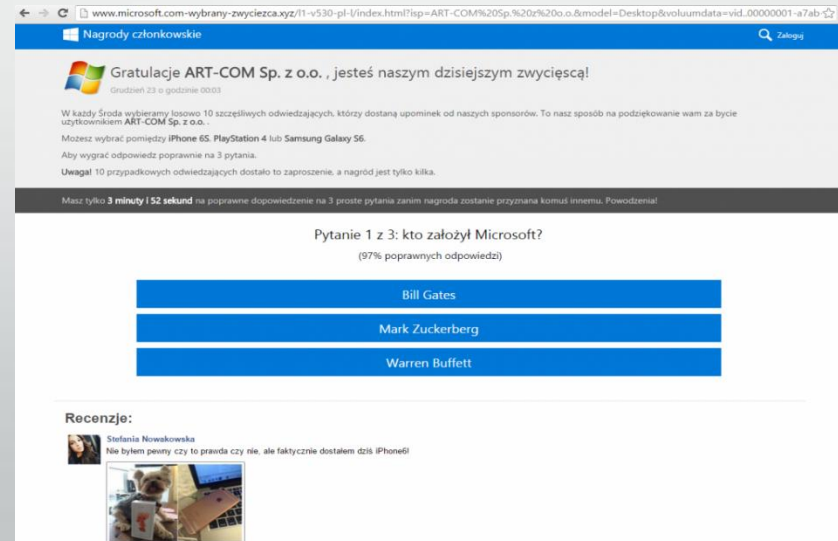 www.microsoft.com-wybrany-zwyciezca.xyz/l1-v530-pl-l/index.html?isp=ART-COM%20Sp.%20z%20o.o.&model=Desktop&voluumdata=vid..00000001-a7ab-
Nagrody członkowskie
Zaloguj
Gratulacje ART-COM Sp. z o.o. , jesteś naszym dzisiejszym zwycięscą!
Grudzień 23 o godzinie 00:03
W każdy Środa wybieramy losowo 10 szczęśliwych odwiedzających, którzy dostaną upominek od naszych sponsorów. To nasz sposób na podziękowanie wam za bycie
uzytkownikiem ART-COM Sp. z o.o. .
Możesz wybrać pomiędzy iPhone 6S, PlayStation 4 lub Samsung Galaxy S6.
Aby wygrać odpowiedz poprawnie na 3 pytania.
Uwaga! 10 przypadkowych odwiedzających dostało to zaproszenie, a nagród jest tylko kilka.
Masz tylko 3 minuty i 52 sekund na poprawne dopowiedzenie na 3 proste pytania zanim nagroda zostanie przyznana komuś innemu. Powodzenia!
Pytanie 1 z 3: kto założył Microsoft?
(97% poprawnych odpowiedzi)
Bill Gates
Mark Zuckerberg
Warren Buffett
Recenzje:
Stefania Nowakowska
Nie byłem pewny czy to prawda czy nie, ale faktycznie dostałem dziś iPhone6!